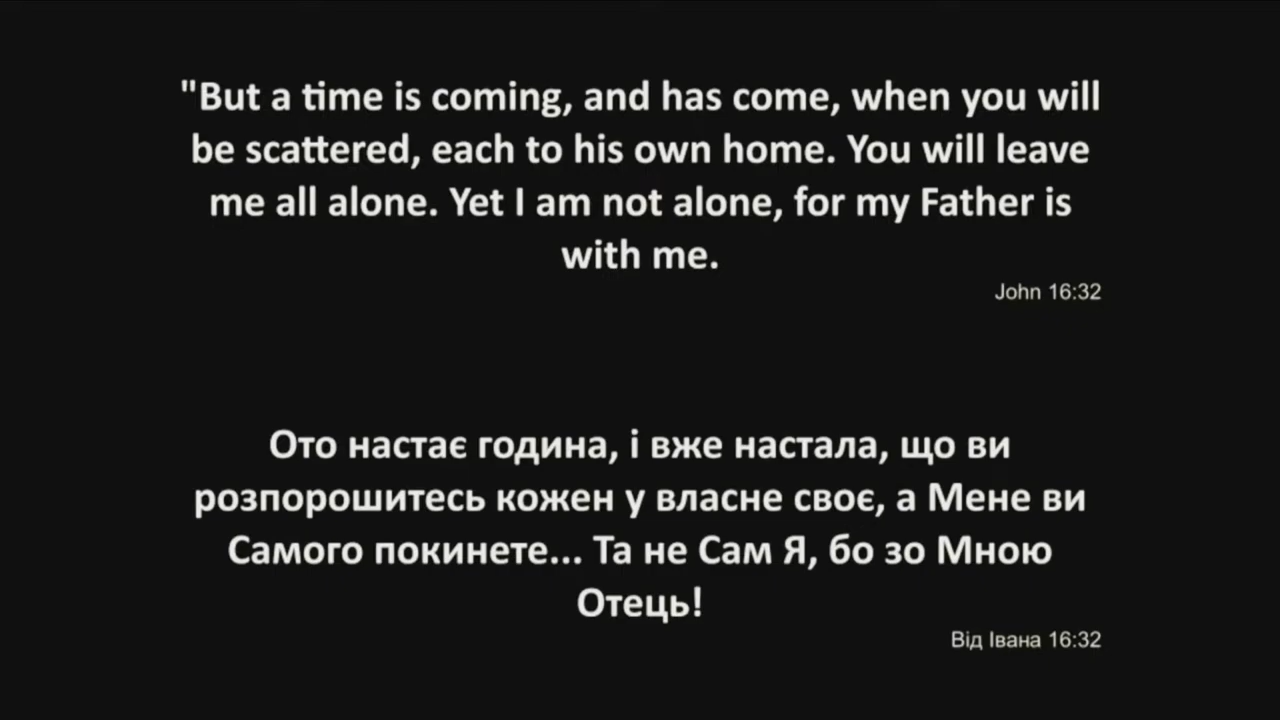 "But a time is coming, and has come, when you will
be scattered, each to his own home. You will leave
me all alone. Yet I am not alone, for my Father is
with me.
John 16:32
Ото настає година, і вже настала, що ви
розпорошитесь кожен у власне своє, а Мене ви
Самого покинете... Та не Сам Я, бо зо Мною
Отець!
Від Івана 16:32